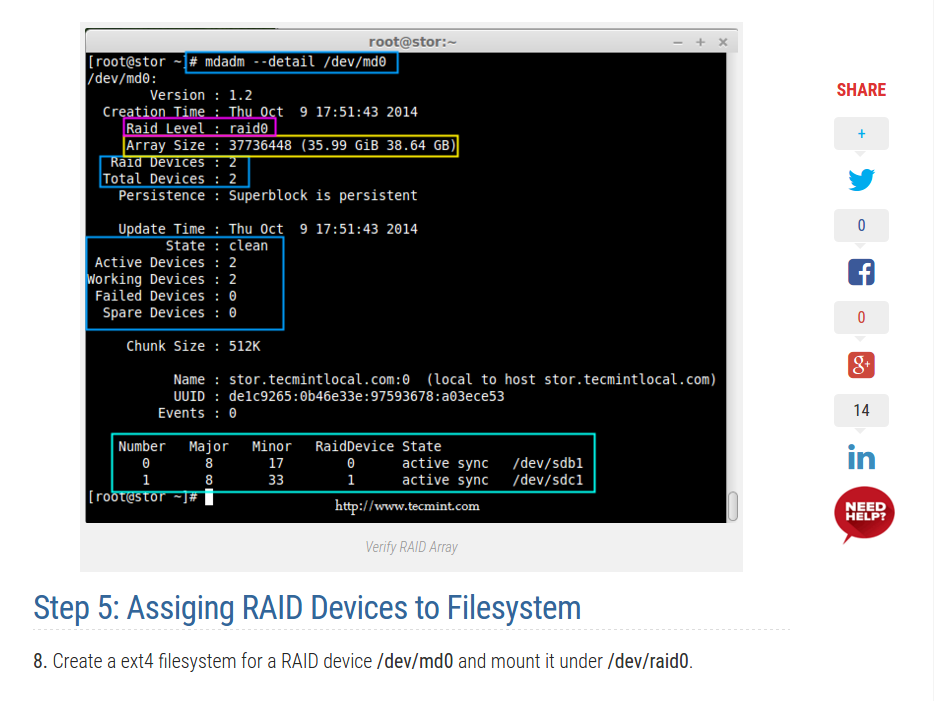 root@stor:~
[root@stor ~]# mdadm --detail /dev/md0
/dev/md0:
Version : 1.2
Creation Time : Thu Oct  9 17:51:43 2014
Raid Level : raid0
Array Size : 37736448 (35.99 GiB 38.64 GB)
Raid Devices : 2
Total Devices : 2
Persistence : Superblock is persistent
Update Time : Thu Oct  9 17:51:43 2014
State : clean
Active Devices : 2
Working Devices : 2
Failed Devices : 0
Spare Devices : 0
Chunk Size : 512K
Name : stor.tecmintlocal.com:0  (local to host stor.tecmintlocal.com)
UUID : de1c9265:0b46e33e:97593678:a03ece53
Events : 0
Number   Major   Minor   RaidDevice State
0   8   17   0   active sync   /dev/sdb1
1   8   33   1   active sync   /dev/sdc1
[root@stor ~]#
http://www.tecmint.com
Verify RAID Array
Step 5: Assiging RAID Devices to Filesystem
8. Create a ext4 filesystem for a RAID device /dev/md0 and mount it under /dev/raid0.
SHARE
+
0
0
g+
14
in
NEED
HELP?